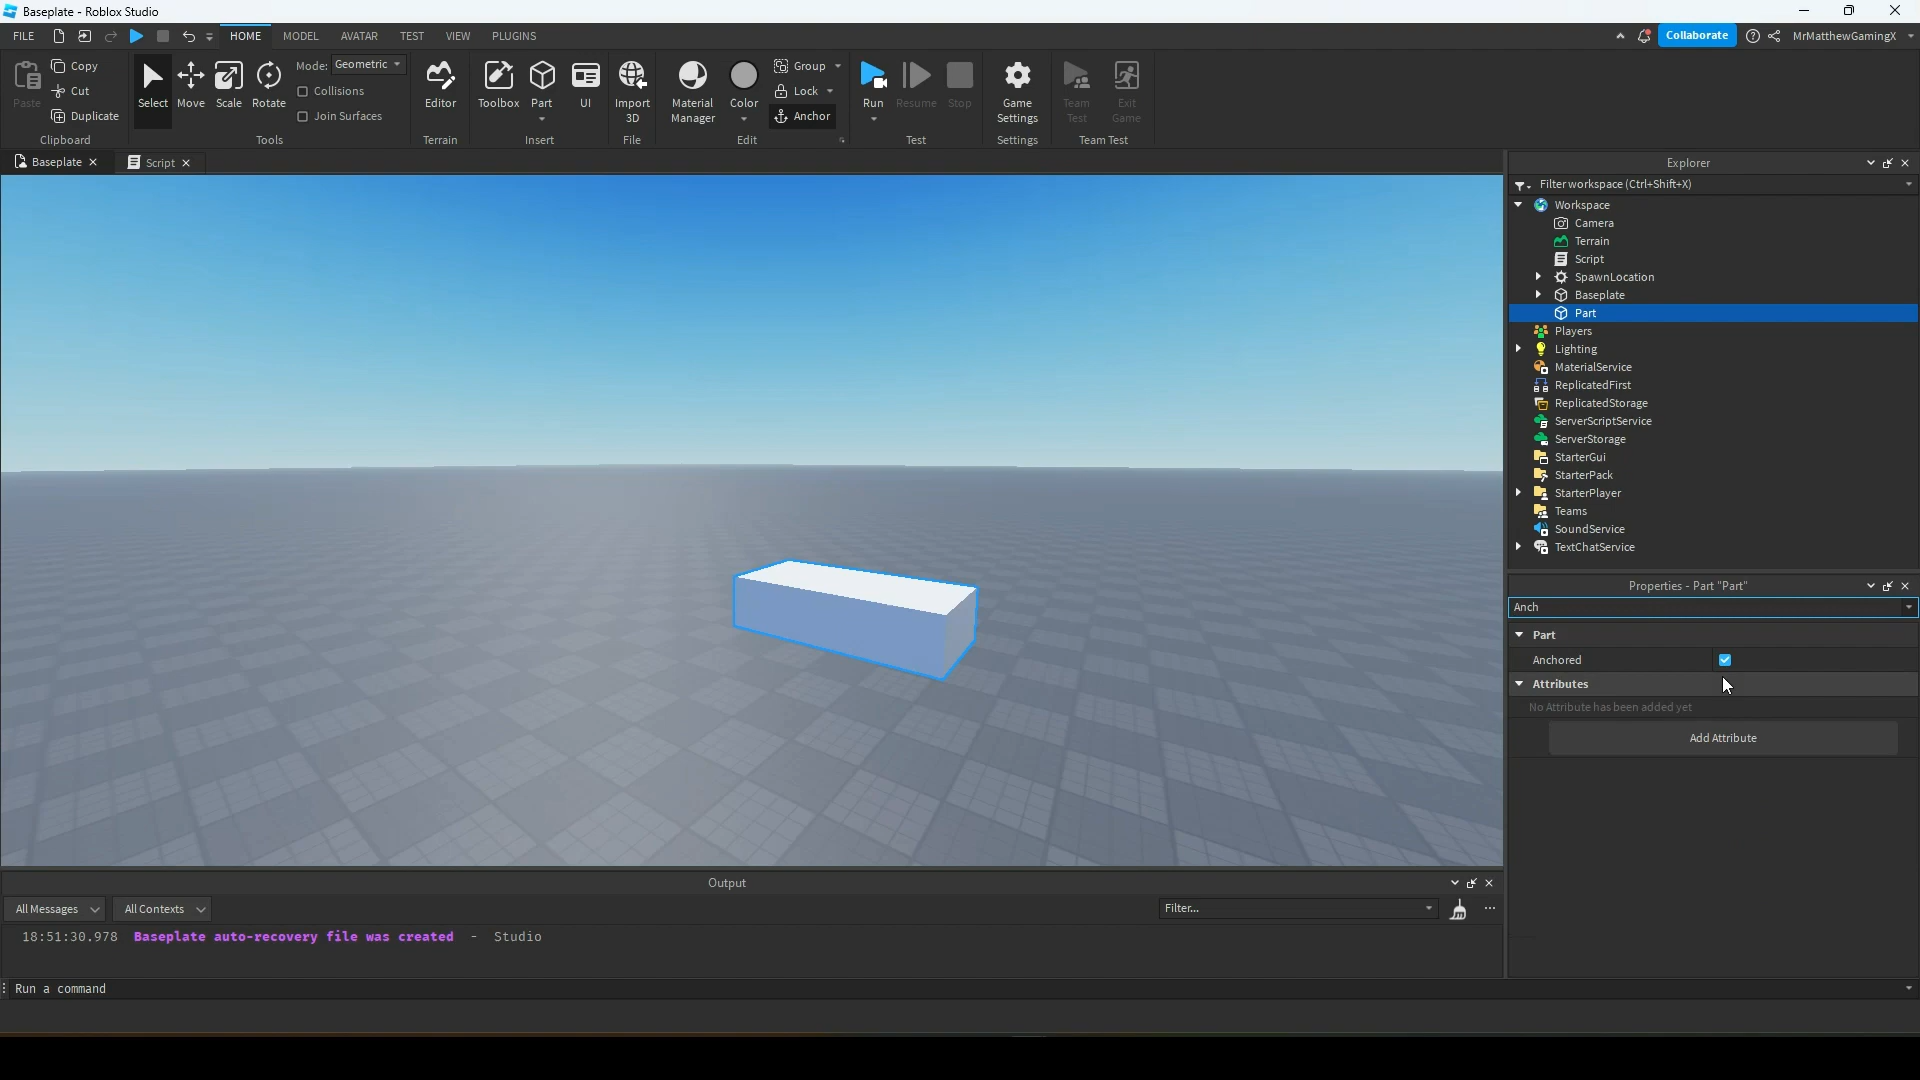 Baseplate - Roblox Studio
FILE HOME MODEL AVATAR TEST VIEW PLUGINS Collaborate MrMatthewGamingX
Paste Copy Cut Duplicate Clipboard
Select Move Scale Rotate Mode: Geometric Collisions Join Surfaces Tools
Editor Terrain
Toolbox Part UI Insert
Import 3D File
Material Manager Color Group Lock Anchor Edit
Run Resume Stop Test
Game Settings Settings
Team Test Exit Game Team Test
Baseplate Script
Explorer
Filter workspace (Ctrl+Shift+X)
Workspace
Camera
Terrain
Script
SpawnLocation
Baseplate
Part
Players
Lighting
MaterialService
ReplicatedFirst
ReplicatedStorage
ServerScriptService
ServerStorage
StarterGui
StarterPack
StarterPlayer
Teams
SoundService
TextChatService
Properties - Part "Part"
Anch
Part
Anchored
Attributes
No Attribute has been added yet
Add Attribute
Output
All Messages All Contexts Filter...
18:51:30.978 Baseplate auto-recovery file was created - Studio
Run a command